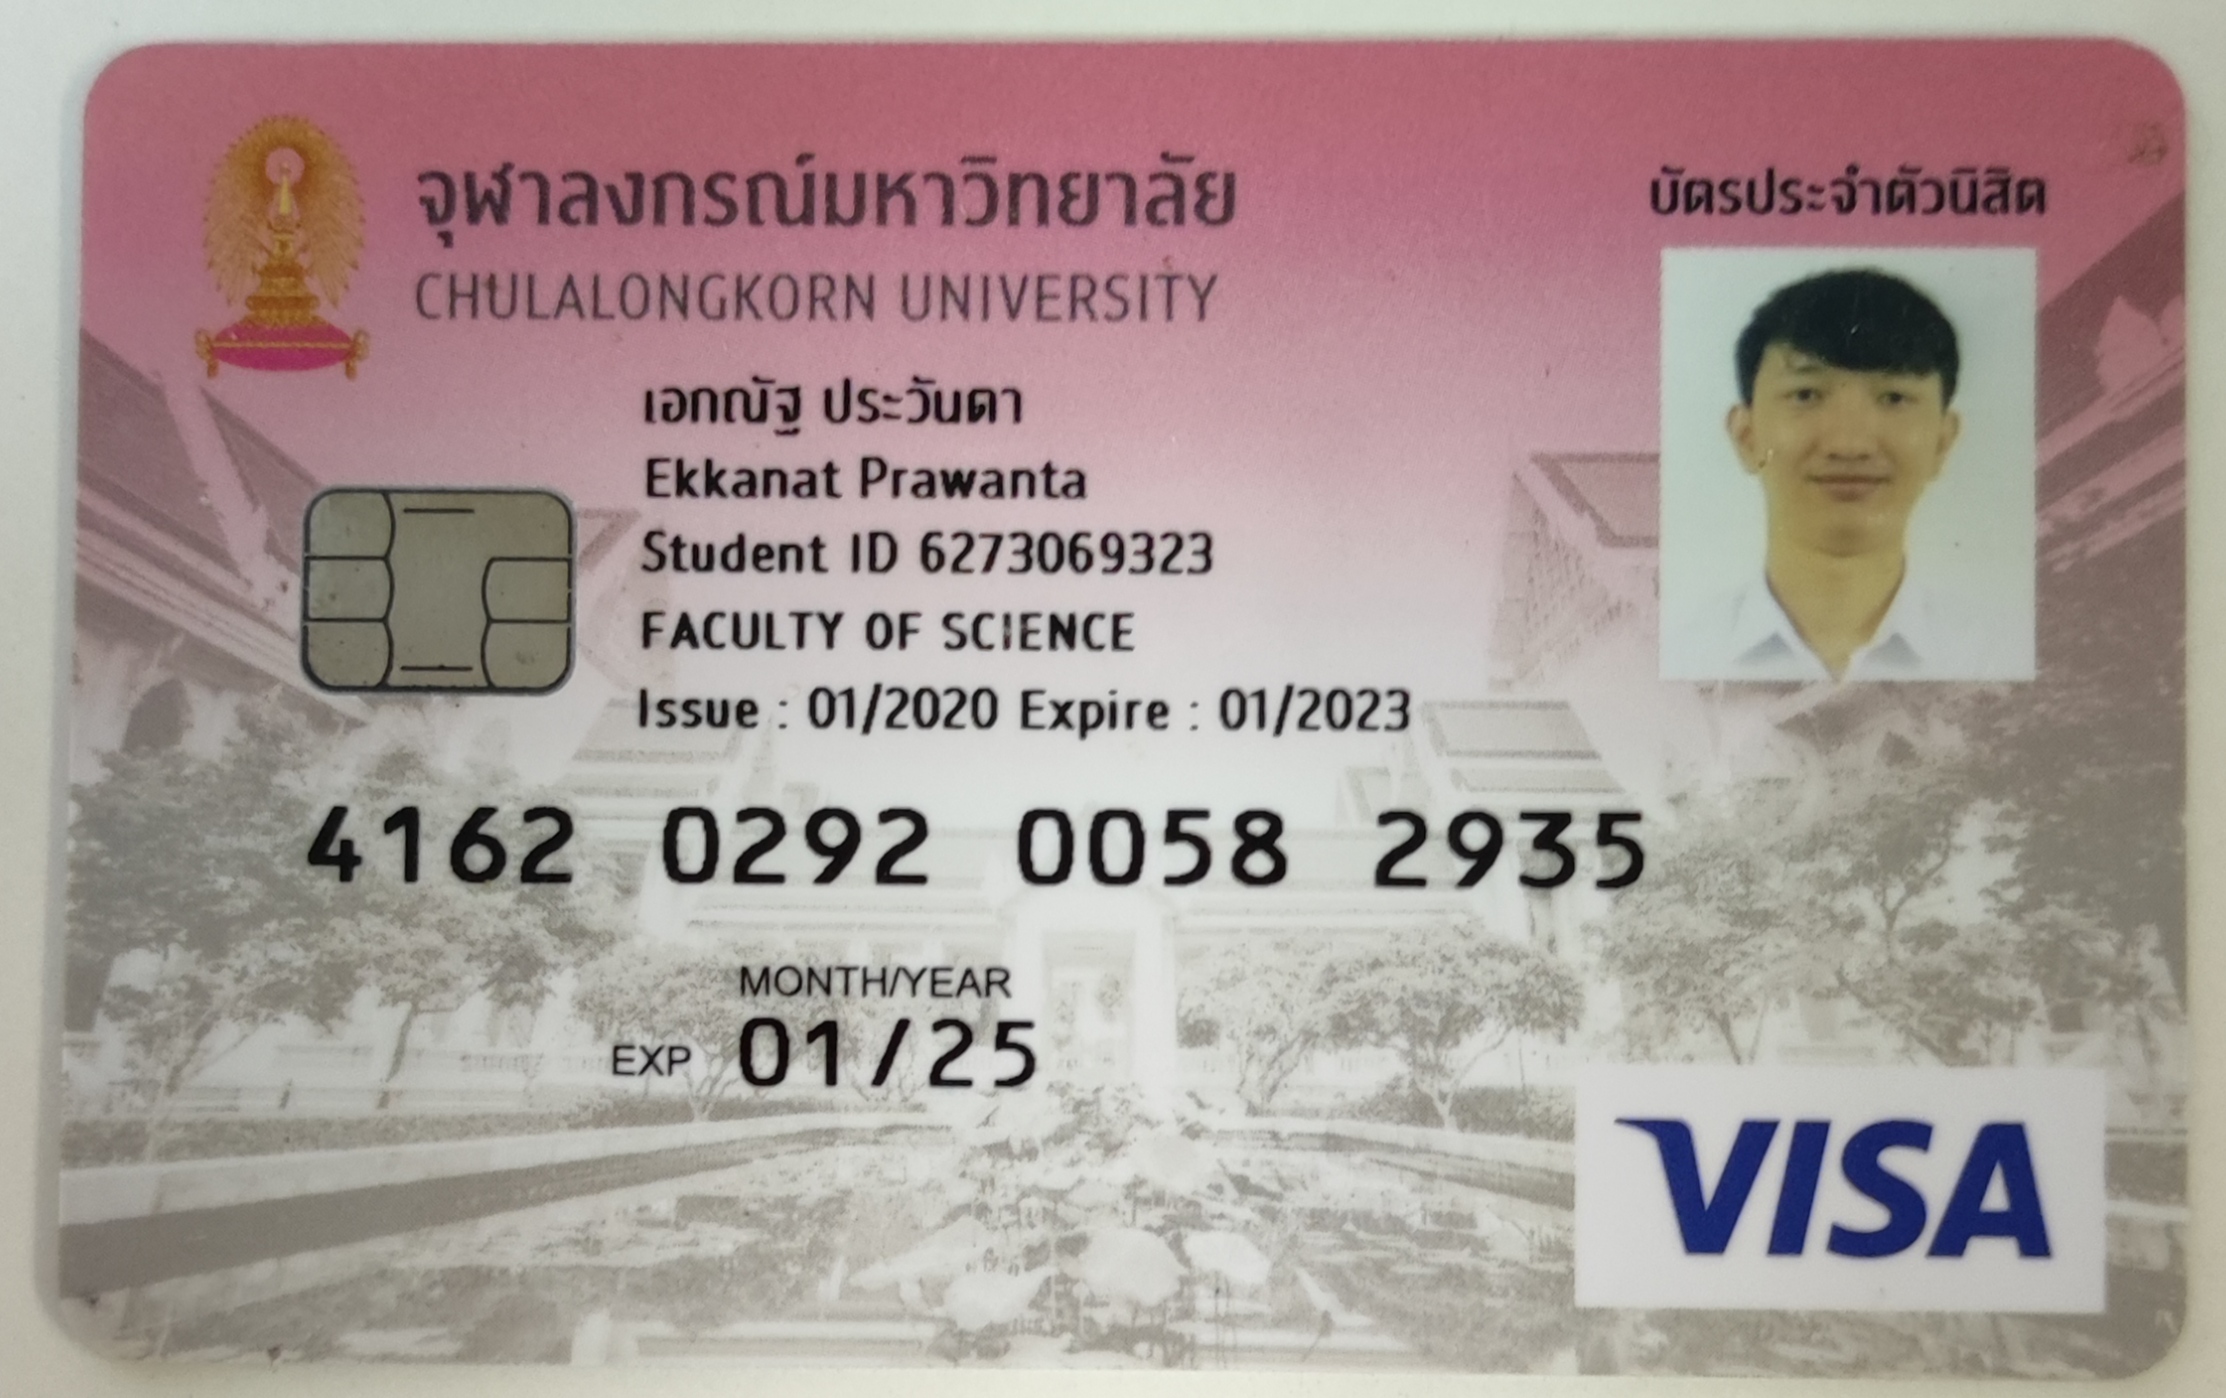 จุฬาลงกรณ์มหาวิทยาลัย
CHULALONGKORN UNIVERSITY
บัตรประจำตัวนิสิต
เอกณัฐ ประวันตา
Ekkanat Prawanta
Student ID 6273069323
FACULTY OF SCIENCE
Issue : 01/2020 Expire : 01/2023
4162 0292 0058 2935
MONTH/YEAR
EXP 01/25
VISA